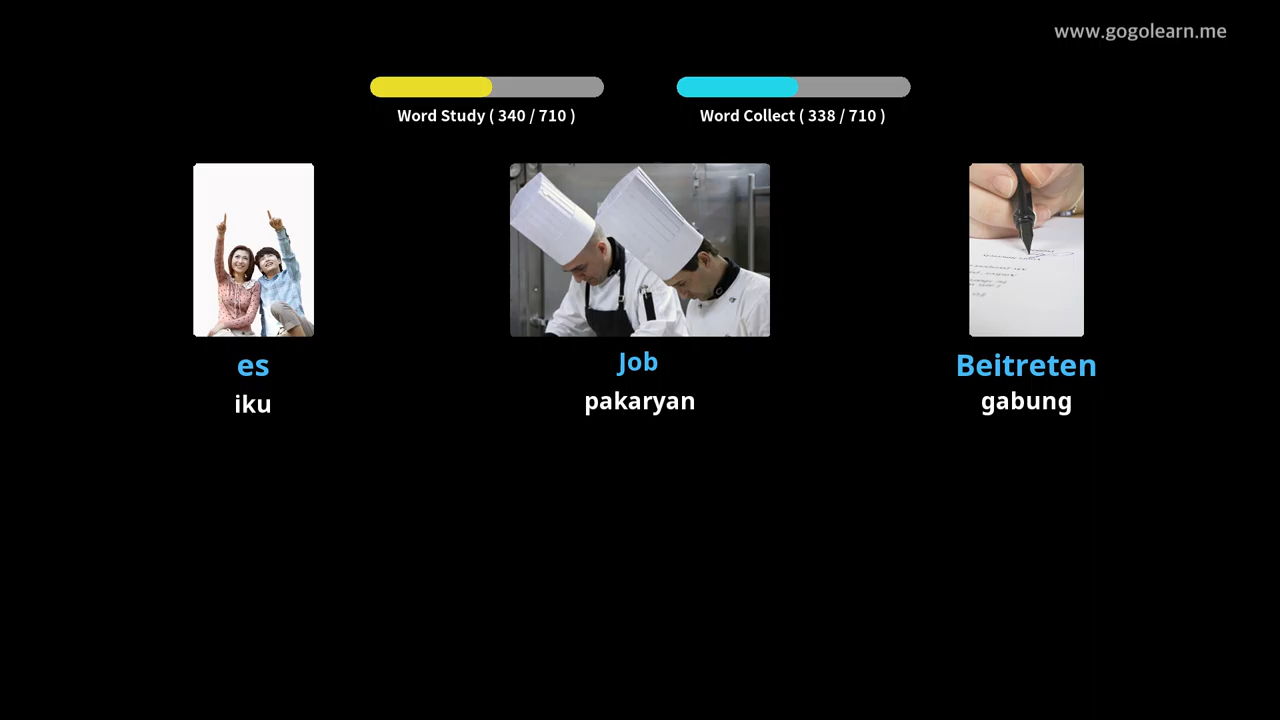 www.gogolearn.me
Word Study ( 340 / 710 )
Word Collect ( 338 / 710 )
es
Job
Beitreten
iku
pakaryan
gabung